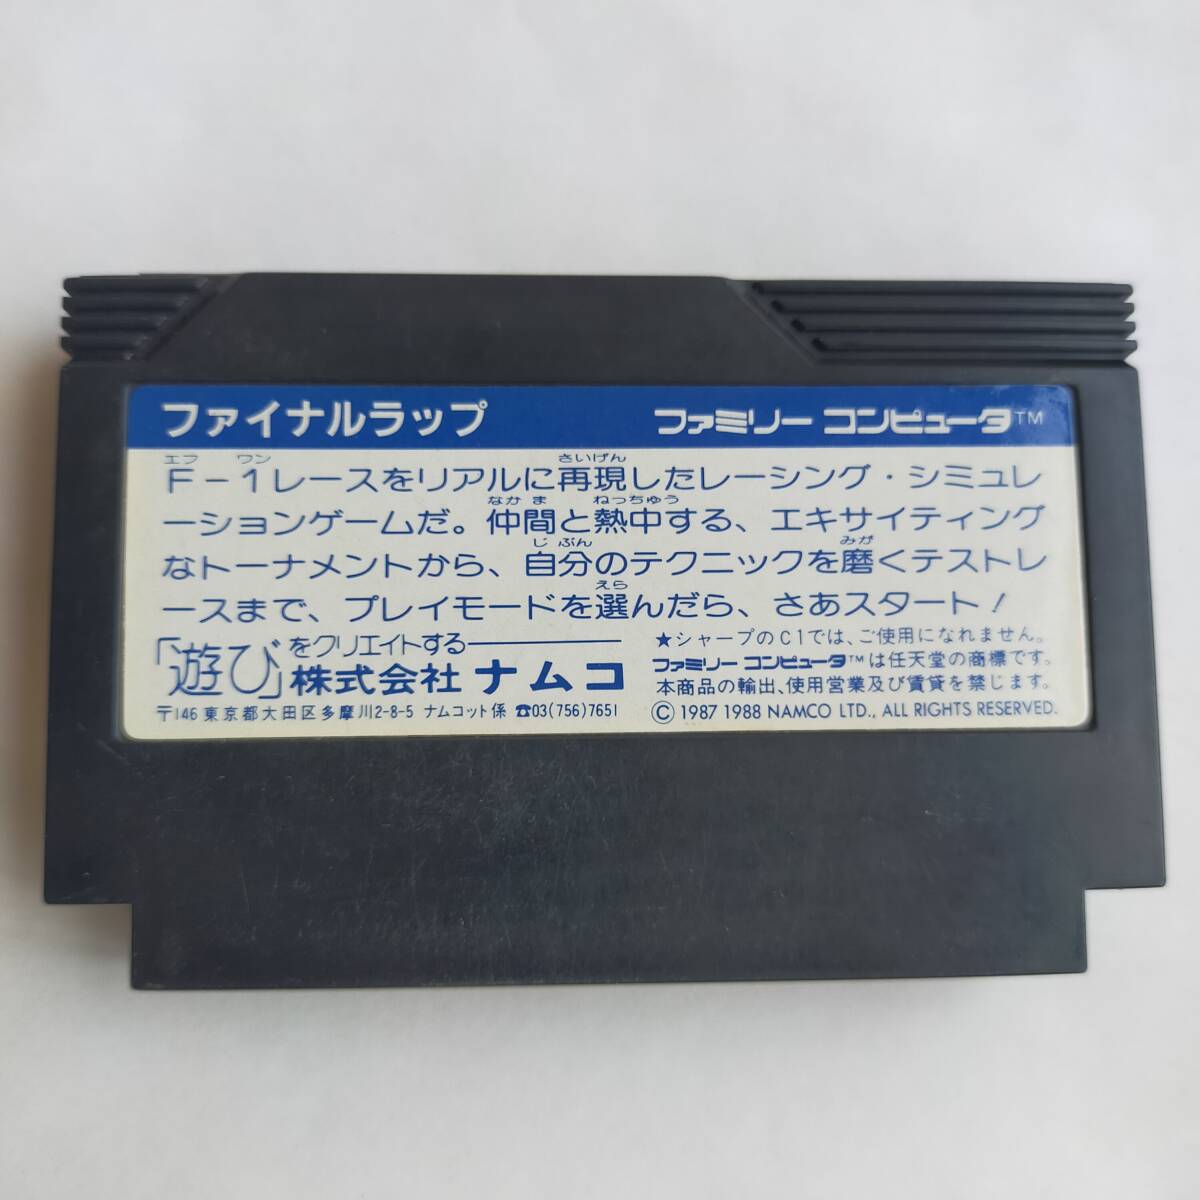 ファイナルラップ ファミリー コンピュータ™
エフ ワン さいげん
F-1レースをリアルに再現したレーシング・シミュレ
なかま ねっちゅう
ーションゲームだ。仲間と熱中する、エキサイティング
じぶん みが
なトーナメントから、自分のテクニックを磨くテストレ
えら
ースまで、プレイモードを選んだら、さあスタート!
「遊び」をクリエイトする
株式会社 ナムコ
〒146 東京都大田区多摩川2-8-5 ナムコット係 ☎03(756)7651
★シャープのC1では、ご使用になれません。
ファミリー コンピュータ™は任天堂の商標です。
本商品の輸出、使用営業及び賃貸を禁じます。
© 1987 1988 NAMCO LTD., ALL RIGHTS RESERVED.